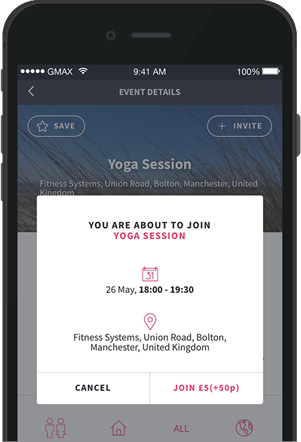 GMAX 9:41 AM 100%
EVENT DETAILS
SAVE + INVITE
Yoga Session
Fitness Systems, Union Road, Bolton, Manchester, United
Kingdom
YOU ARE ABOUT TO JOIN
YOGA SESSION
31
26 May, 18:00 - 19:30
Fitness Systems, Union Road, Bolton,
Manchester, United Kingdom
CANCEL JOIN £5(+50p)
ALL